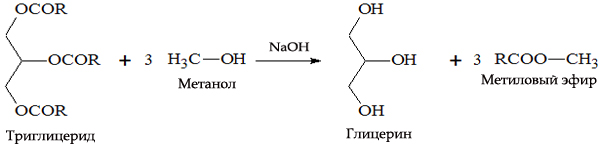 OCOR
OCOR
OCOR
Триглицерид
+ 3 H₃C—OH
Метанол
NaOH
OH
OH
OH
Глицерин
+ 3 RCOO—CH₃
Метиловый эфир